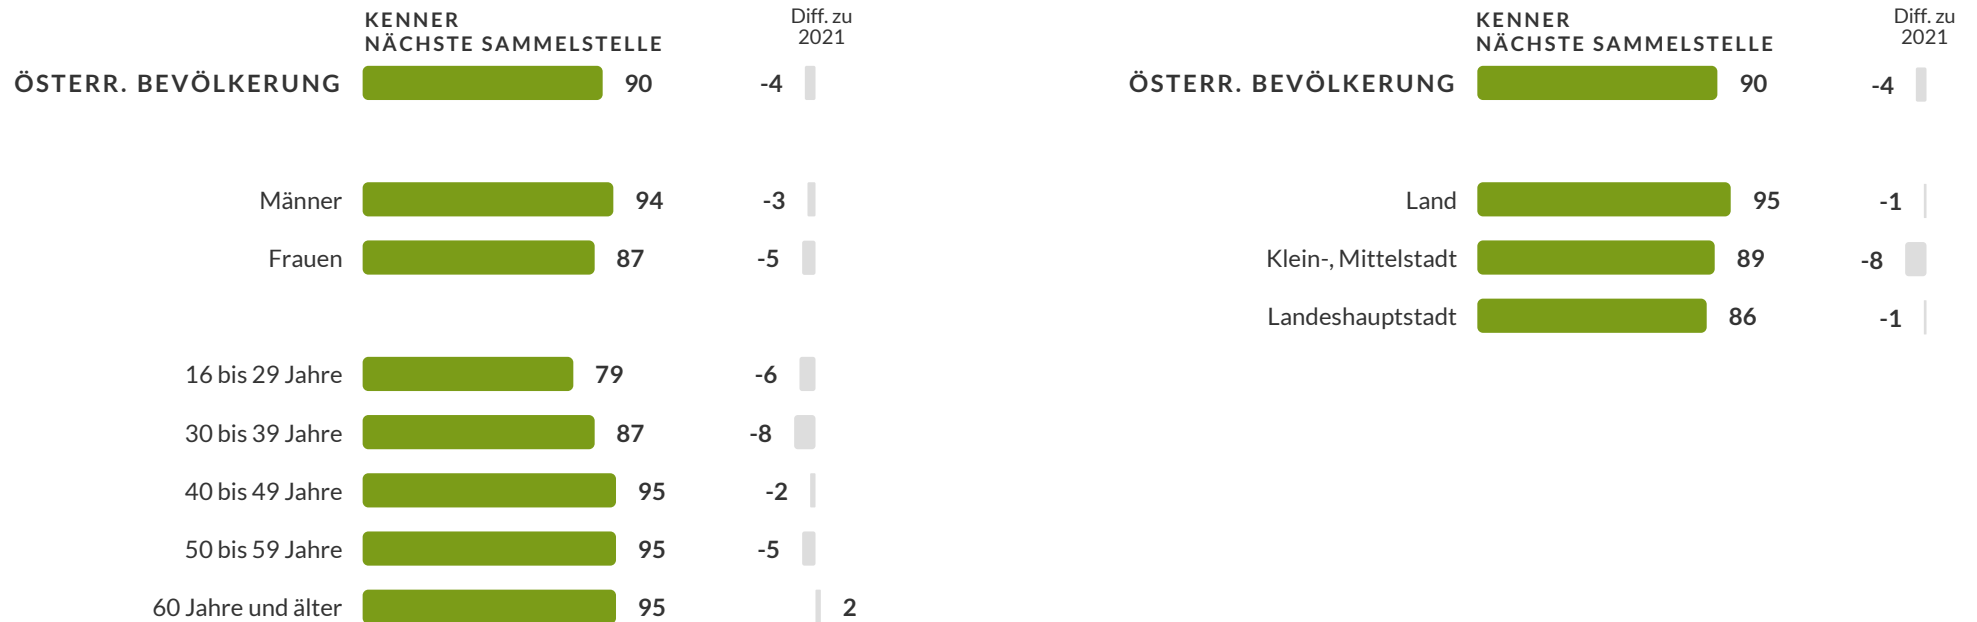 KENNER
NÄCHSTE SAMMELSTELLE
Diff. zu
2021
ÖSTERR. BEVÖLKERUNG 90 -4
Männer 94 -3
Frauen 87 -5
16 bis 29 Jahre 79 -6
30 bis 39 Jahre 87 -8
40 bis 49 Jahre 95 -2
50 bis 59 Jahre 95 -5
60 Jahre und älter 95 2
KENNER
NÄCHSTE SAMMELSTELLE
Diff. zu
2021
ÖSTERR. BEVÖLKERUNG 90 -4
Land 95 -1
Klein-, Mittelstadt 89 -8
Landeshauptstadt 86 -1